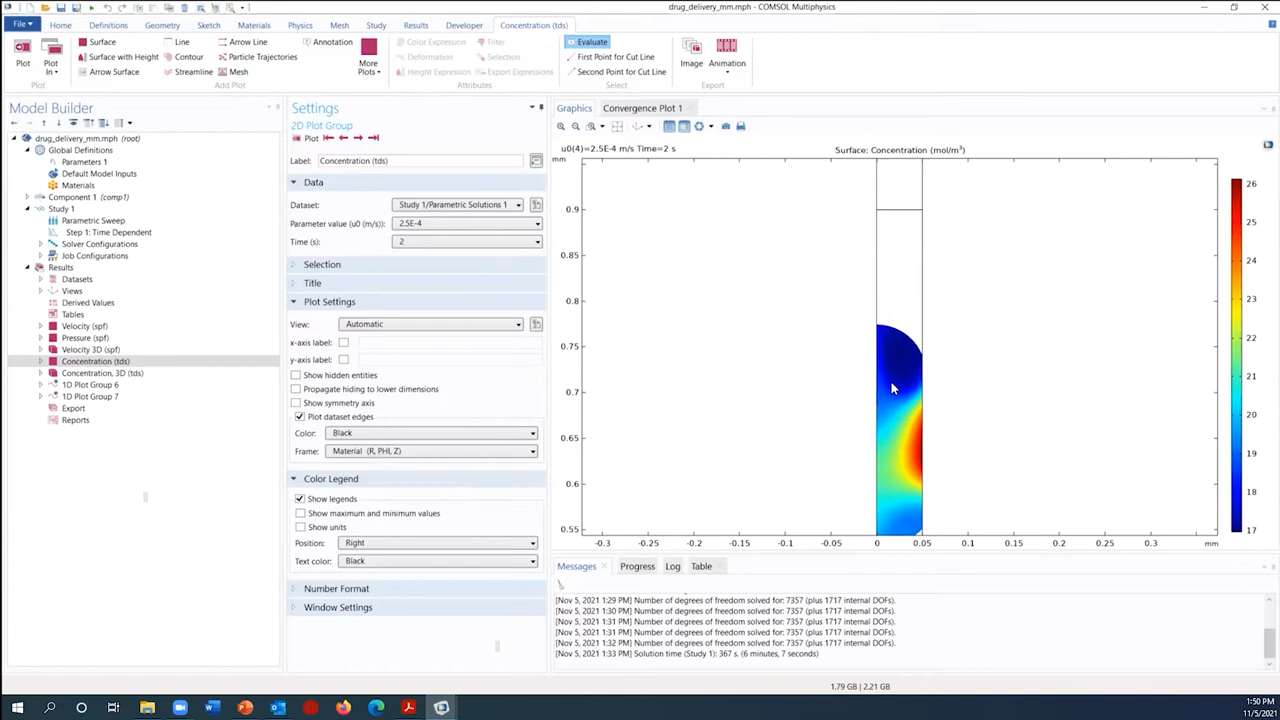 drug_delivery_mm.mph - COMSOL Multiphysics
File Home Definitions Geometry Sketch Materials Physics Mesh Study Results Developer Concentration (tds)
Plot
Plot In
Surface
Surface with Height
Arrow Surface
Line
Contour
Streamline
Arrow Line
Particle Trajectories
Mesh
Annotation
More Plots
Color Expression
Deformation
Height Expression
Filter
Selection
Export Expressions
Evaluate
First Point for Cut Line
Second Point for Cut Line
Image
Animation
Plot Add Plot Attributes Select Export
Model Builder
drug_delivery_mm.mph (root)
Global Definitions
Parameters 1
Default Model Inputs
Materials
Component 1 (comp1)
Study 1
Parametric Sweep
Step 1: Time Dependent
Solver Configurations
Job Configurations
Results
Datasets
Views
Derived Values
Tables
Velocity (spf)
Pressure (spf)
Velocity 3D (spf)
Concentration (tds)
Concentration, 3D (tds)
1D Plot Group 6
1D Plot Group 7
Export
Reports
Settings
2D Plot Group
Plot
Label: Concentration (tds)
Data
Dataset: Study 1/Parametric Solutions 1
Parameter value (u0 (m/s)): 2.5E-4
Time (s): 2
Selection
Title
Plot Settings
View: Automatic
x-axis label:
y-axis label:
Show hidden entities
Propagate hiding to lower dimensions
Show symmetry axis
Plot dataset edges
Color: Black
Frame: Material (R, PHI, Z)
Color Legend
Show legends
Show maximum and minimum values
Show units
Position: Right
Text color: Black
Number Format
Window Settings
Graphics Convergence Plot 1
u0(4)=2.5E-4 m/s Time=2 s Surface: Concentration (mol/m³)
mm
0.9
0.85
0.8
0.75
0.7
0.65
0.6
0.55
-0.3 -0.25 -0.2 -0.15 -0.1 -0.05 0 0.05 0.1 0.15 0.2 0.25 0.3 mm
26
25
24
23
22
21
20
19
18
17
Messages Progress Log Table
[Nov 5, 2021 1:29 PM] Number of degrees of freedom solved for: 7357 (plus 1717 internal DOFs).
[Nov 5, 2021 1:30 PM] Number of degrees of freedom solved for: 7357 (plus 1717 internal DOFs).
[Nov 5, 2021 1:31 PM] Number of degrees of freedom solved for: 7357 (plus 1717 internal DOFs).
[Nov 5, 2021 1:31 PM] Number of degrees of freedom solved for: 7357 (plus 1717 internal DOFs).
[Nov 5, 2021 1:32 PM] Number of degrees of freedom solved for: 7357 (plus 1717 internal DOFs).
[Nov 5, 2021 1:33 PM] Solution time (Study 1): 367 s. (6 minutes, 7 seconds)
1.79 GB | 2.21 GB
1:50 PM
11/5/2021